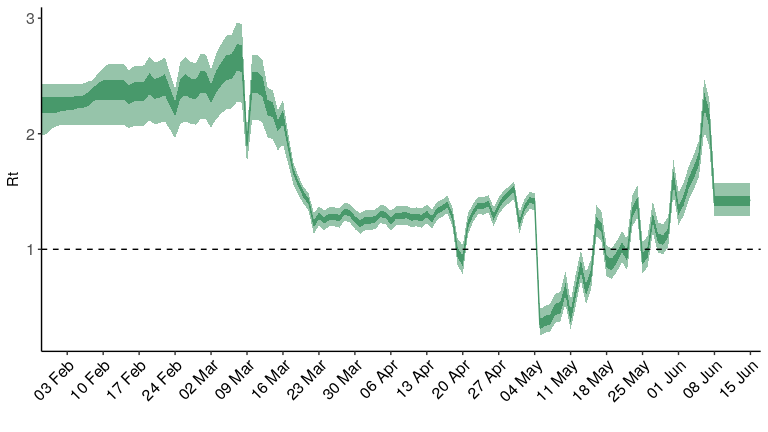 3
2
1
Rt
03 Feb
10 Feb
17 Feb
24 Feb
02 Mar
09 Mar
16 Mar
23 Mar
30 Mar
06 Apr
13 Apr
20 Apr
27 Apr
04 May
11 May
18 May
25 May
01 Jun
08 Jun
15 Jun